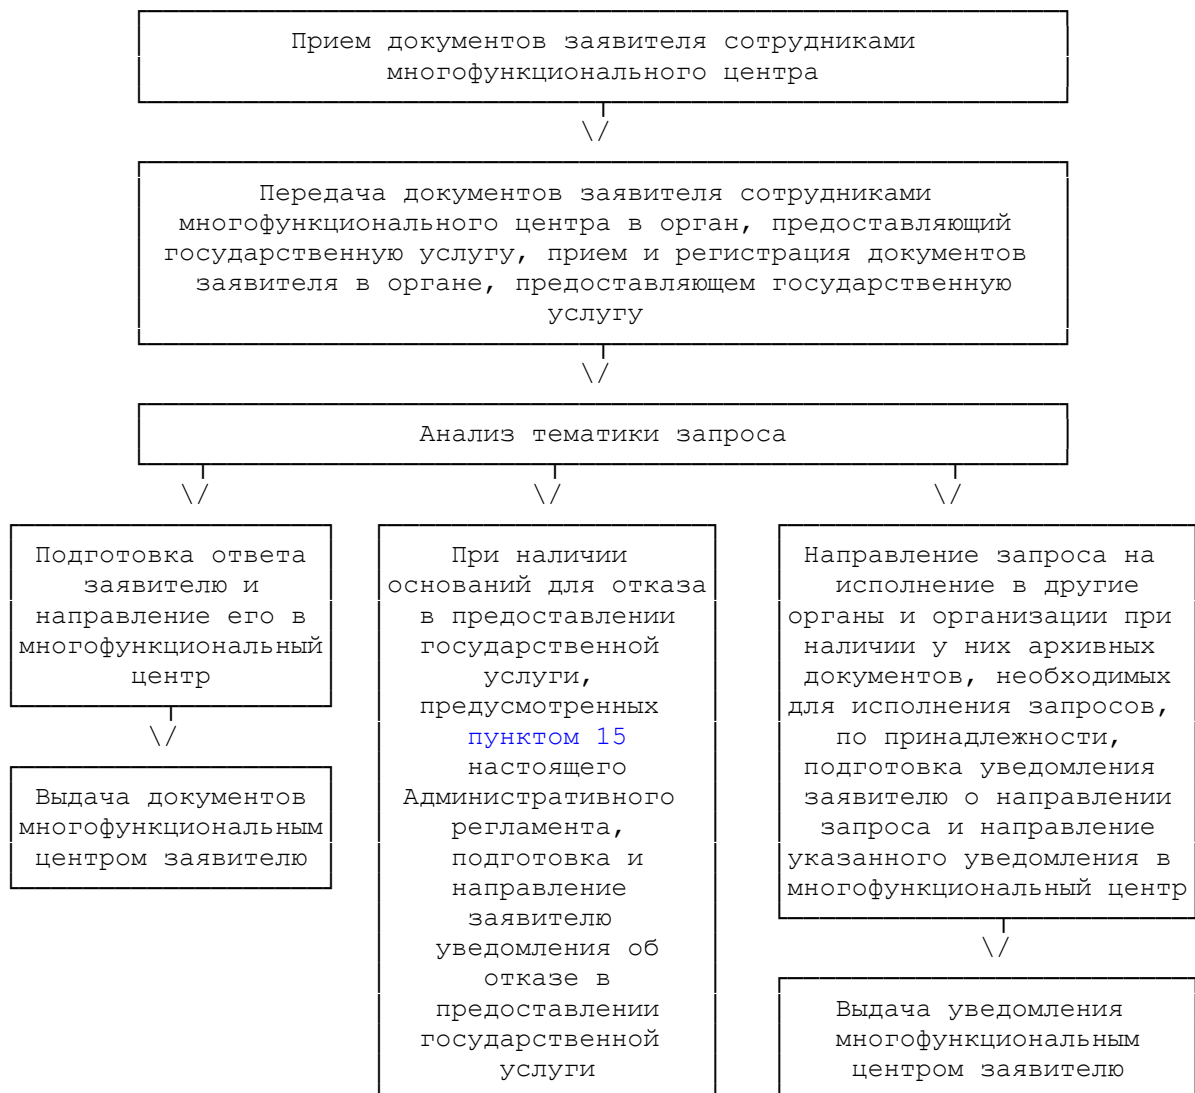 Прием документов заявителя сотрудниками
многофункционального центра
\/
Передача документов заявителя сотрудниками
многофункционального центра в орган, предоставляющий
государственную услугу, прием и регистрация документов
заявителя в органе, предоставляющем государственную
услугу
\/
Анализ тематики запроса
\/ \/ \/
Подготовка ответа
заявителю и
направление его в
многофункциональный
центр
\/
Выдача документов
многофункциональным
центром заявителю
При наличии
оснований для отказа
в предоставлении
государственной
услуги,
предусмотренных
пунктом 15
настоящего
Административного
регламента,
подготовка и
направление
заявителю
уведомления об
отказе в
предоставлении
государственной
услуги
Направление запроса на
исполнение в другие
органы и организации при
наличии у них архивных
документов, необходимых
для исполнения запросов,
по принадлежности,
подготовка уведомления
заявителю о направлении
запроса и направление
указанного уведомления в
многофункциональный центр
\/
Выдача уведомления
многофункциональным
центром заявителю